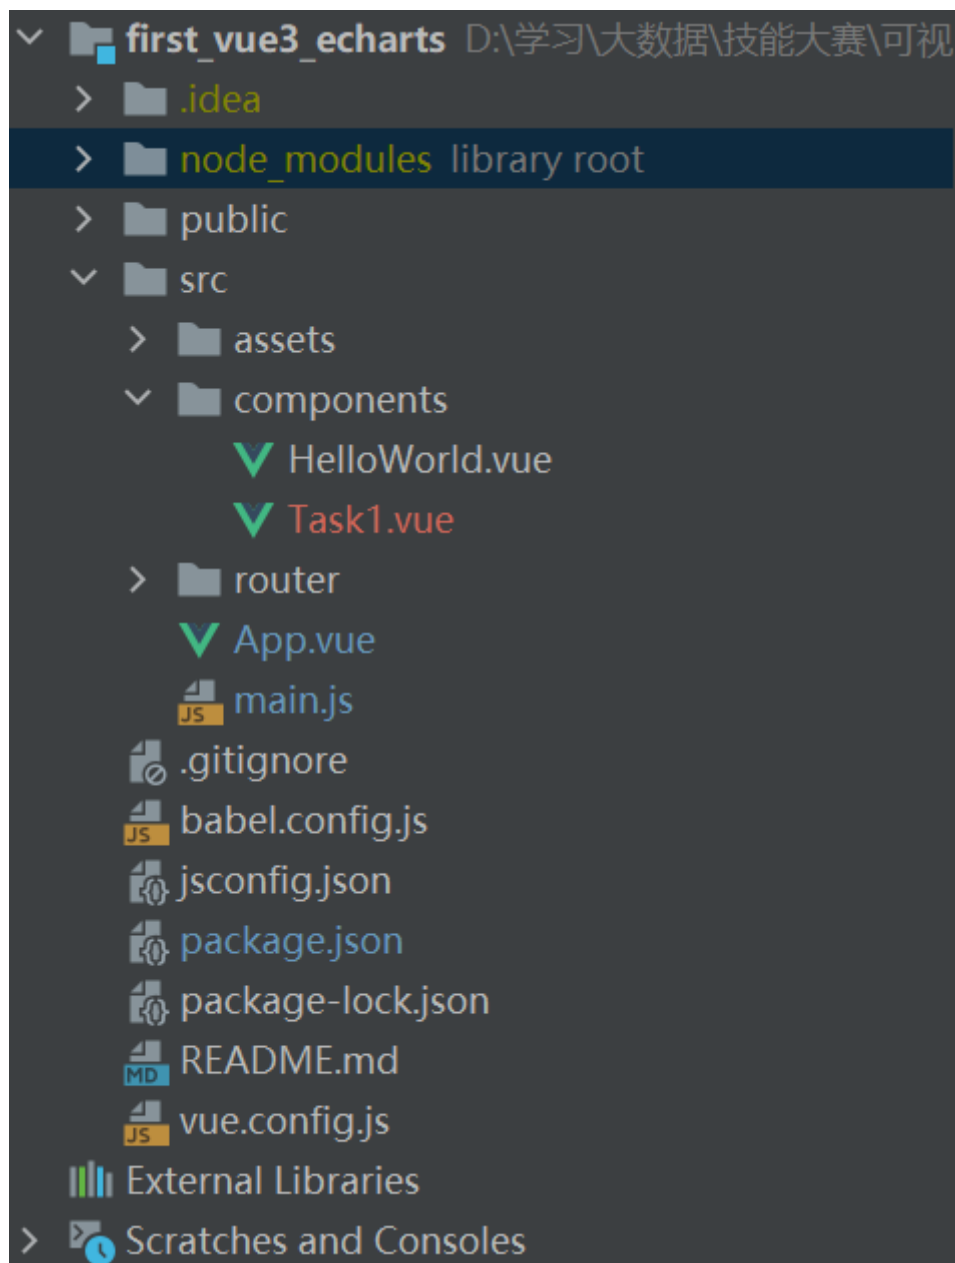 first_vue3_echarts D:\学习\大数据\技能大赛\可视
.idea
node_modules library root
public
src
assets
components
HelloWorld.vue
Task1.vue
router
App.vue
JS main.js
.gitignore
JS babel.config.js
jsconfig.json
package.json
package-lock.json
MD README.md
JS vue.config.js
External Libraries
Scratches and Consoles